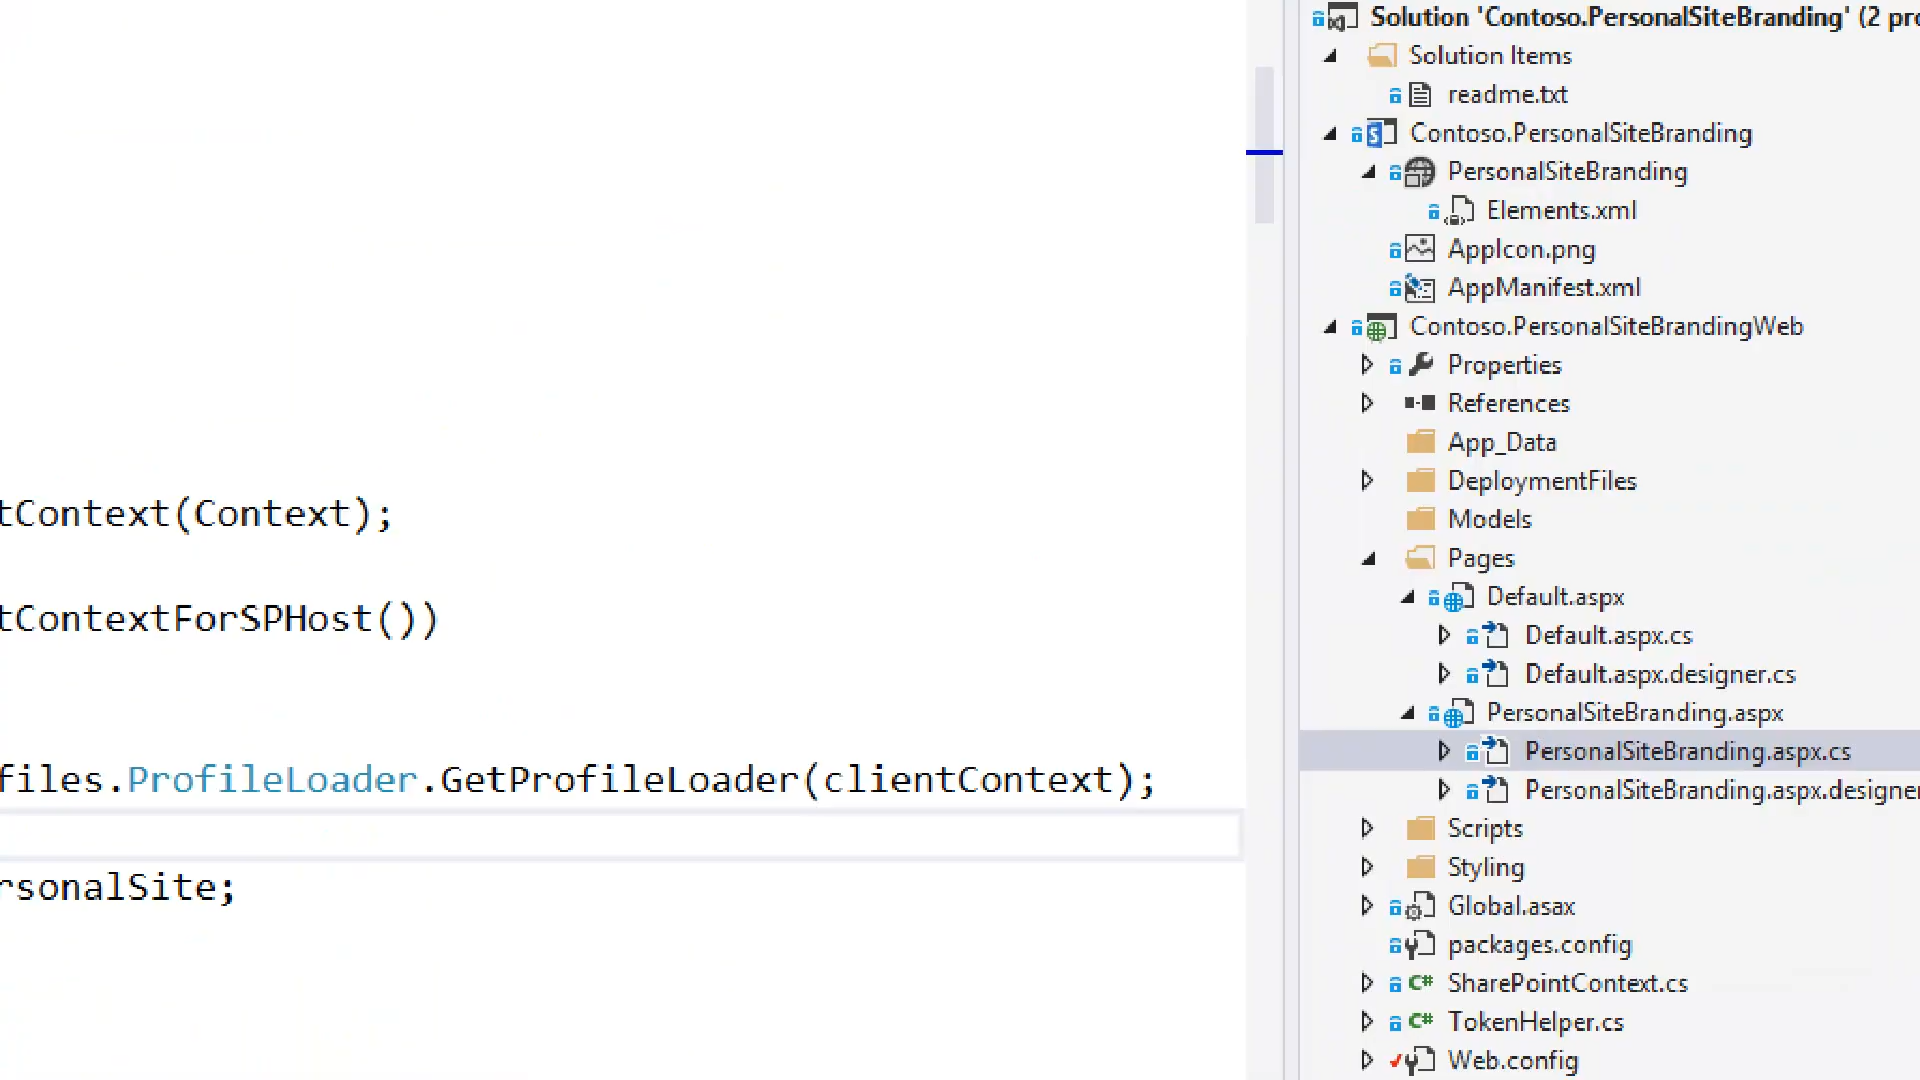 tContext(Context);
tContextForSPHost())
files.ProfileLoader.GetProfileLoader(clientContext);
rsonalSite;
Solution 'Contoso.PersonalSiteBranding' (2 pro
Solution Items
readme.txt
Contoso.PersonalSiteBranding
PersonalSiteBranding
Elements.xml
AppIcon.png
AppManifest.xml
Contoso.PersonalSiteBrandingWeb
Properties
References
App_Data
DeploymentFiles
Models
Pages
Default.aspx
Default.aspx.cs
Default.aspx.designer.cs
PersonalSiteBranding.aspx
PersonalSiteBranding.aspx.cs
PersonalSiteBranding.aspx.designer
Scripts
Styling
Global.asax
packages.config
C# SharePointContext.cs
C# TokenHelper.cs
Web.config